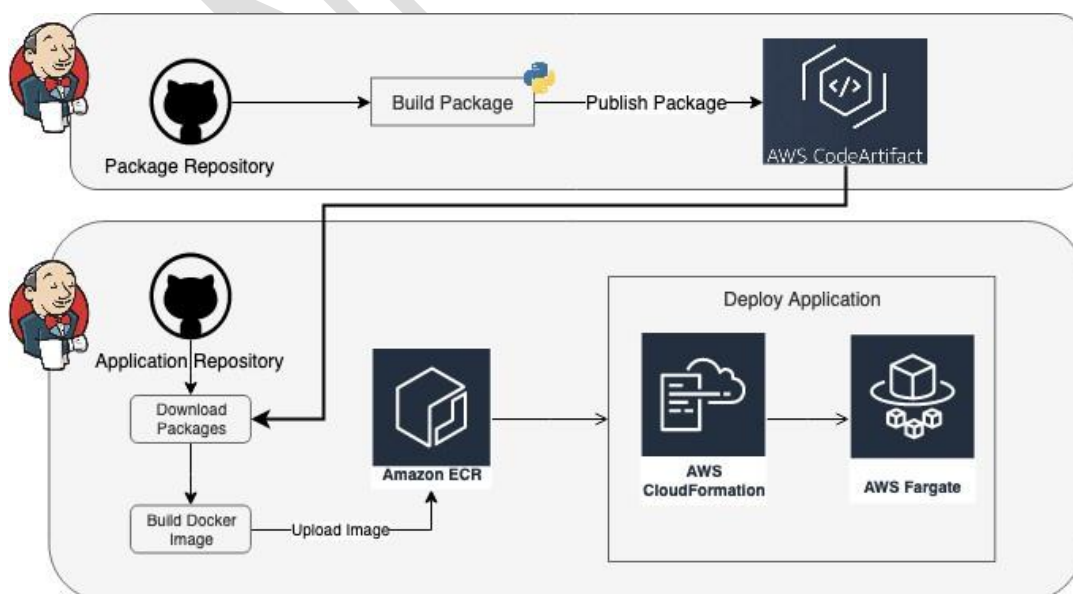 Build Package
Publish Package
AWS CodeArtifact
Package Repository
Deploy Application
Application Repository
Download
Packages
Amazon ECR
AWS
CloudFormation
AWS Fargate
Build Docker
Image
Upload Image